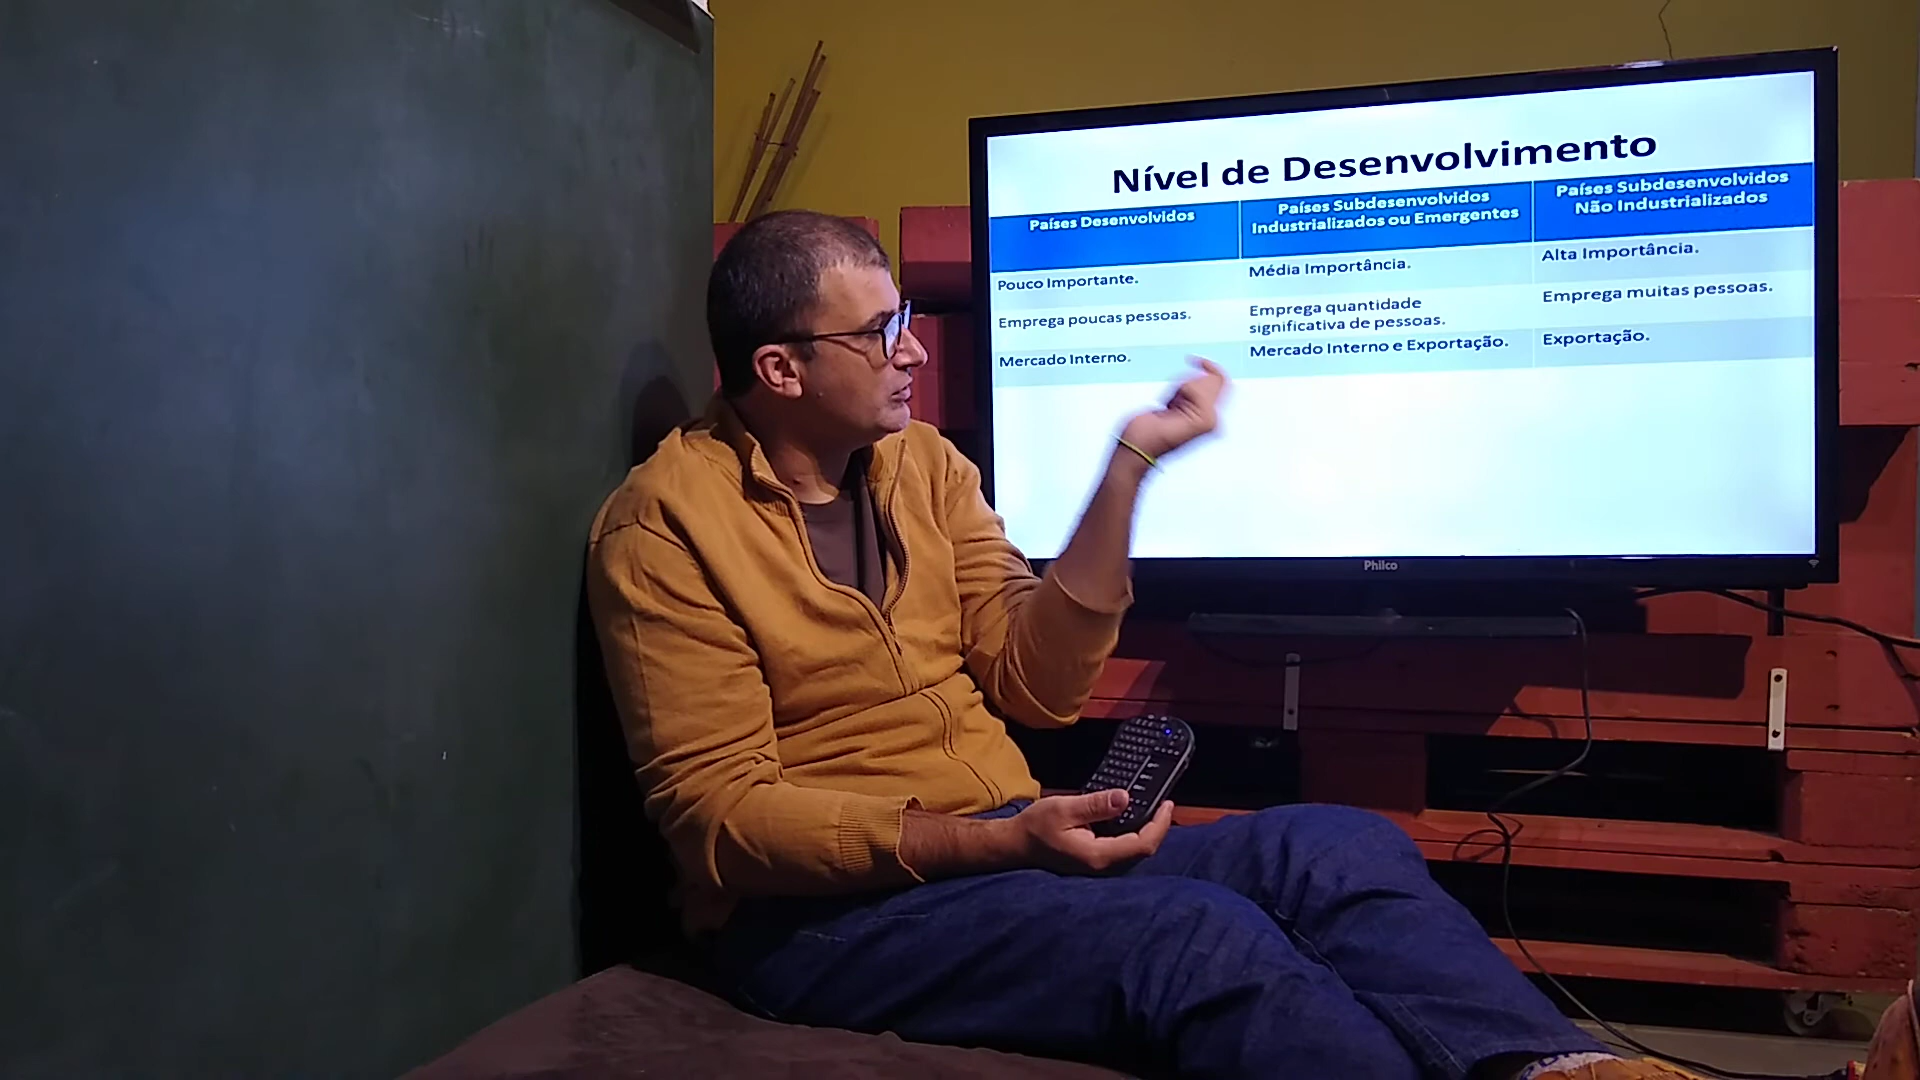 Nível de Desenvolvimento
Países Desenvolvidos
Países Subdesenvolvidos
Industrializados ou Emergentes
Países Subdesenvolvidos
Não Industrializados
Pouco Importante.
Média Importância.
Alta Importância.
Emprega poucas pessoas.
Emprega quantidade
significativa de pessoas.
Emprega muitas pessoas.
Mercado Interno.
Mercado Interno e Exportação.
Exportação.
Philco